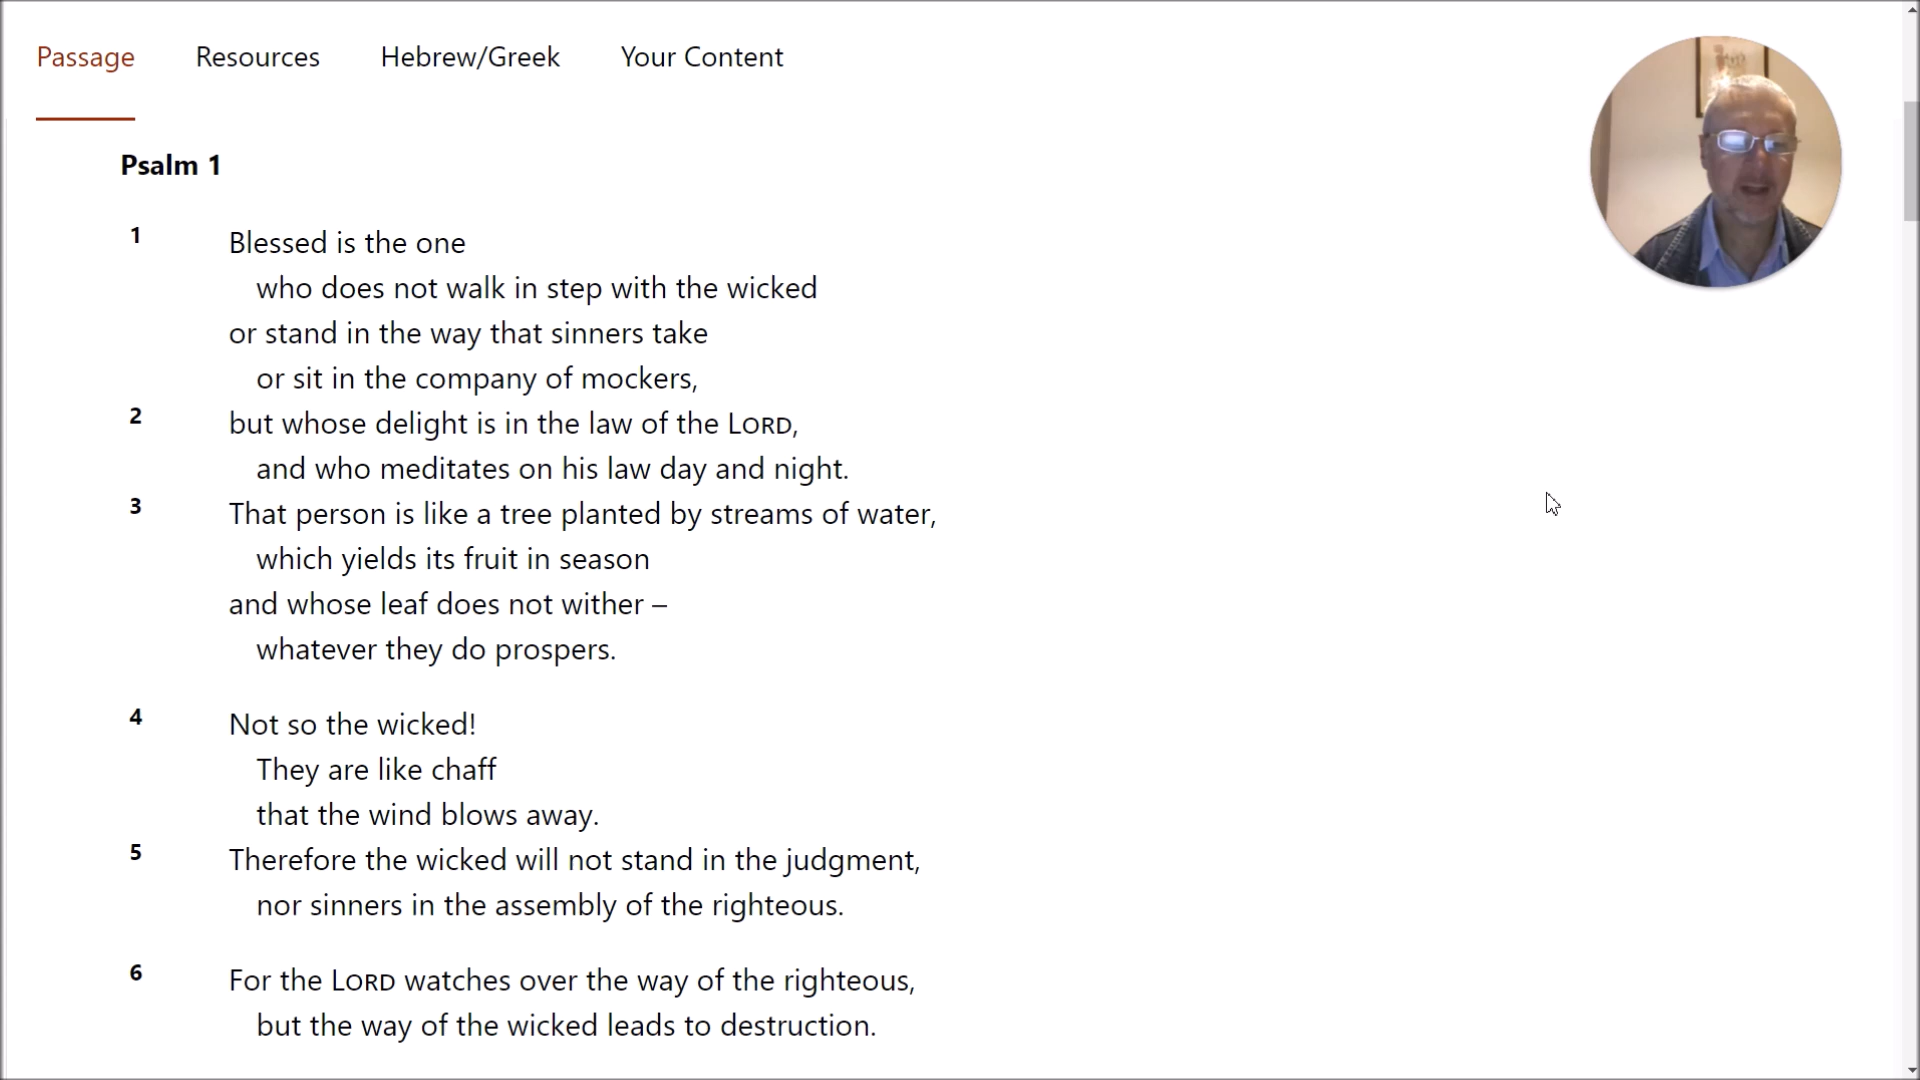 Passage Resources Hebrew/Greek Your Content
Psalm 1
1 Blessed is the one
who does not walk in step with the wicked
or stand in the way that sinners take
or sit in the company of mockers,
2 but whose delight is in the law of the LORD,
and who meditates on his law day and night.
3 That person is like a tree planted by streams of water,
which yields its fruit in season
and whose leaf does not wither –
whatever they do prospers.
4 Not so the wicked!
They are like chaff
that the wind blows away.
5 Therefore the wicked will not stand in the judgment,
nor sinners in the assembly of the righteous.
6 For the LORD watches over the way of the righteous,
but the way of the wicked leads to destruction.